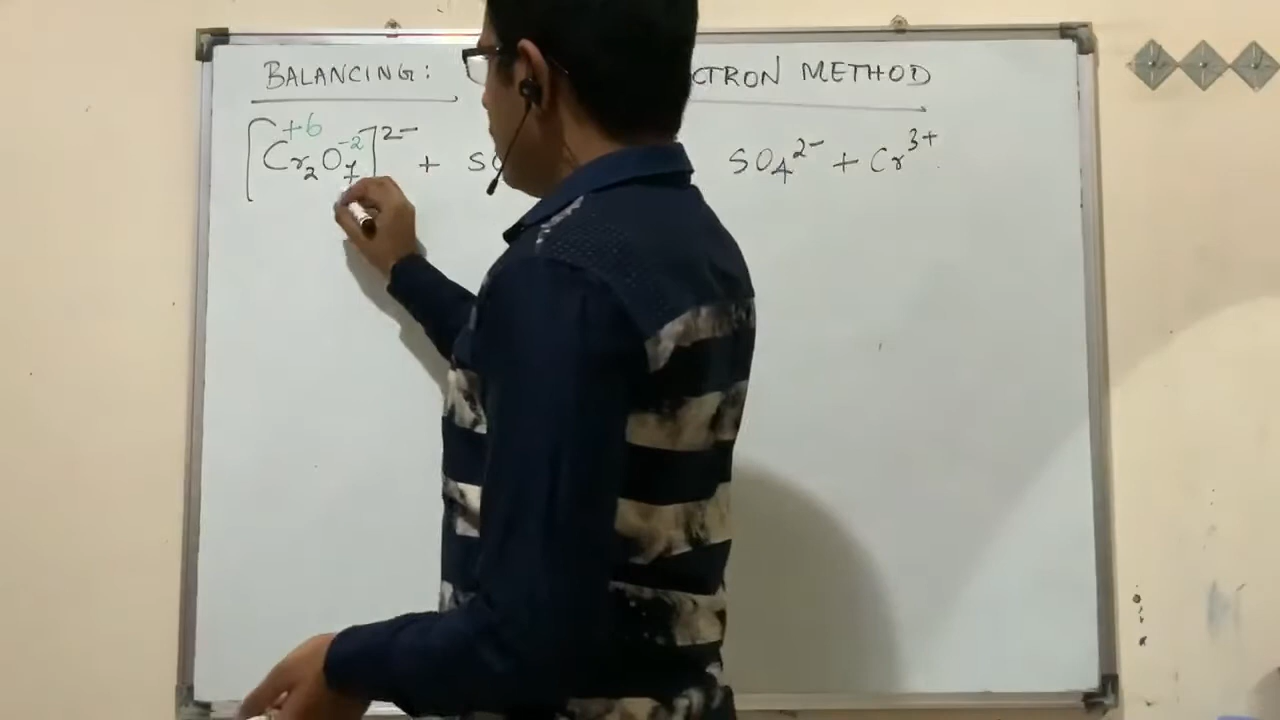 BALANCING: CTRON METHOD
[Cr₂O₇]²⁻ + SO SO₄²⁻ + Cr³⁺
+6 -2